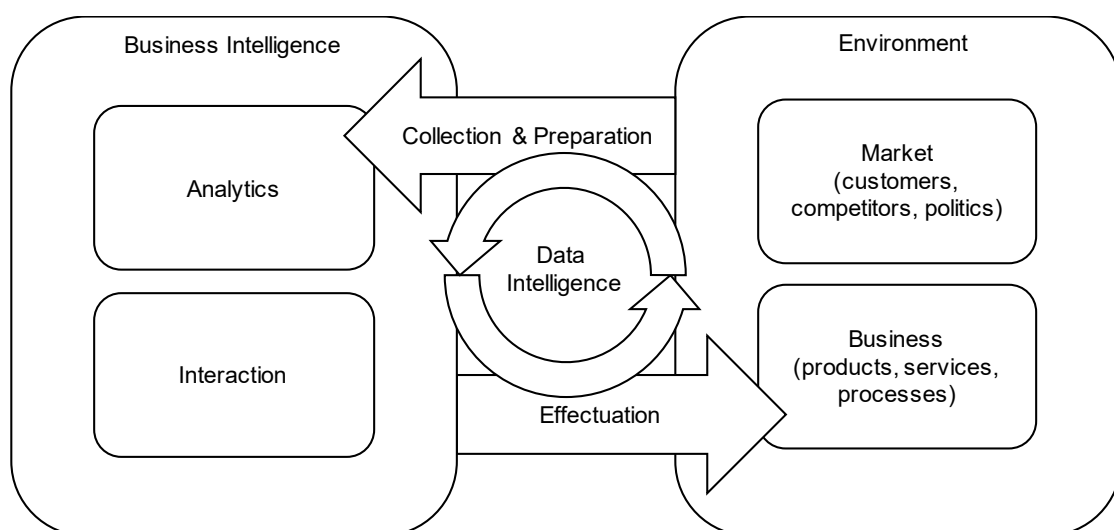 Business Intelligence
Environment
Collection & Preparation
Analytics
Market
(customers,
competitors, politics)
Data
Intelligence
Interaction
Business
(products, services,
processes)
Effectuation